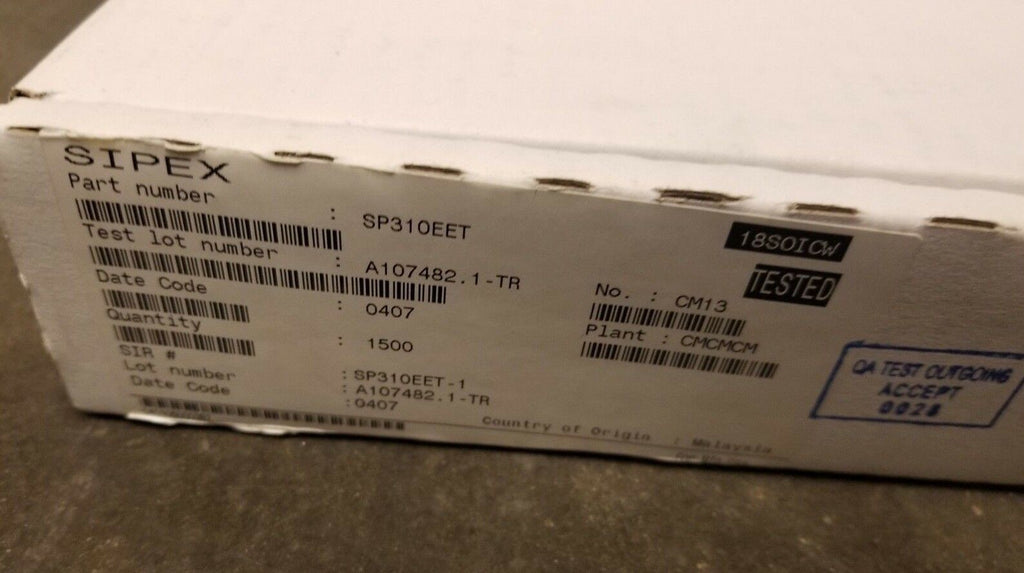 SIPEX
Part number : SP310EET
Test lot number : A107482.1-TR
Date Code : 0407
Quantity : 1500
SIR # : SP310EET-1
Lot number : A107482.1-TR
Date Code :0407
Country of Origin : Malaysia
18SOICW
TESTED
No. : CM13
Plant : CMCMCM
QA TEST OUTGOING
ACCEPT
0028